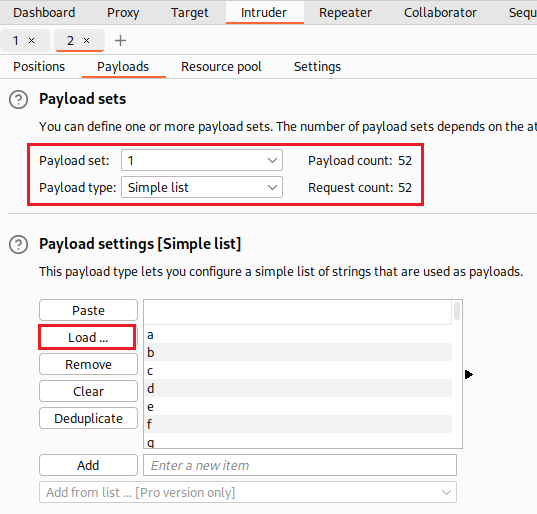 Dashboard Proxy Target Intruder Repeater Collaborator Sequ
1 × 2 × +
Positions Payloads Resource pool Settings
? Payload sets
You can define one or more payload sets. The number of payload sets depends on the at
Payload set: 1 Payload count: 52
Payload type: Simple list Request count: 52
? Payload settings [Simple list]
This payload type lets you configure a simple list of strings that are used as payloads.
Paste
Load ...
Remove
Clear
Deduplicate
a
b
c
d
e
f
g
Add Enter a new item
Add from list ... [Pro version only]